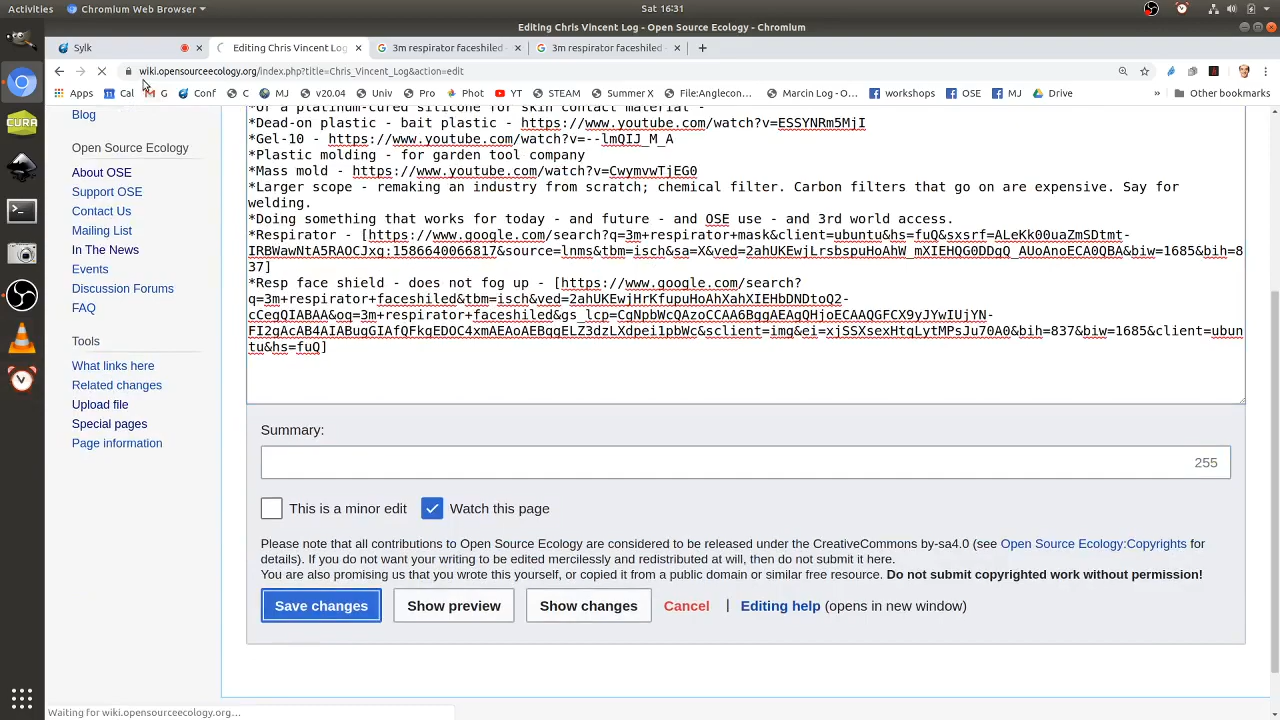 Activities
Chromium Web Browser
Sat 16:31
Editing Chris Vincent Log - Open Source Ecology - Chromium
Sylk
Editing Chris Vincent Log
3m respirator faceshiled -
3m respirator faceshiled -
wiki.opensourceecology.org/index.php?title=Chris_Vincent_Log&action=edit
Apps
Cal
G
Conf
C
MJ
v20.04
Univ
Pro
Phot
YT
STEAM
Summer X
File:Anglecon...
Marcin Log - O...
workshops
OSE
MJ
Drive
»
Other bookmarks
Blog
Open Source Ecology
About OSE
Support OSE
Contact Us
Mailing List
In The News
Events
Discussion Forums
FAQ
Tools
What links here
Related changes
Upload file
Special pages
Page information
*Or a platinum-cured silicone for skin contact material -
*Dead-on plastic - bait plastic - https://www.youtube.com/watch?v=ESSYNRm5MjI
*Gel-10 - https://www.youtube.com/watch?v=--lmQIJ_M_A
*Plastic molding - for garden tool company
*Mass mold - https://www.youtube.com/watch?v=CwymvwTjEG0
*Larger scope - remaking an industry from scratch; chemical filter. Carbon filters that go on are expensive. Say for
welding.
*Doing something that works for today - and future - and OSE use - and 3rd world access.
*Respirator - [https://www.google.com/search?q=3m+respirator+mask&client=ubuntu&hs=fuQ&sxsrf=ALeKk00uaZmSDtmt-
IRBWawNtA5RAOCJxg:1586640066817&source=lnms&tbm=isch&sa=X&ved=2ahUKEwjLrsbspuHoAhW_mXIEHQG0DDgQ_AUoAnoECA0QBA&biw=1685&bih=8
37]
*Resp face shield - does not fog up - [https://www.google.com/search?
q=3m+respirator+faceshiled&tbm=isch&ved=2ahUKEwjHrKfupuHoAhXahXIEHbDNDtoQ2-
cCegQIABAA&oq=3m+respirator+faceshiled&gs_lcp=CgNpbWcQAzoCCAA6BggAEAgQHjoECAAQGFCX9yJYwIUjYN-
FI2gAcAB4AIABugGIAfQFkgEDOC4xmAEAoAEBqgELZ3dzLXdpei1pbWc&sclient=img&ei=xjSSXsexHtqLytMPsJu70A0&bih=837&biw=1685&client=ubun
tu&hs=fuQ]
Summary:
255
This is a minor edit
Watch this page
Please note that all contributions to Open Source Ecology are considered to be released under the CreativeCommons by-sa4.0 (see Open Source Ecology:Copyrights for
details). If you do not want your writing to be edited mercilessly and redistributed at will, then do not submit it here.
You are also promising us that you wrote this yourself, or copied it from a public domain or similar free resource. Do not submit copyrighted work without permission!
Save changes
Show preview
Show changes
Cancel
|
Editing help (opens in new window)
Waiting for wiki.opensourceecology.org...
CURA